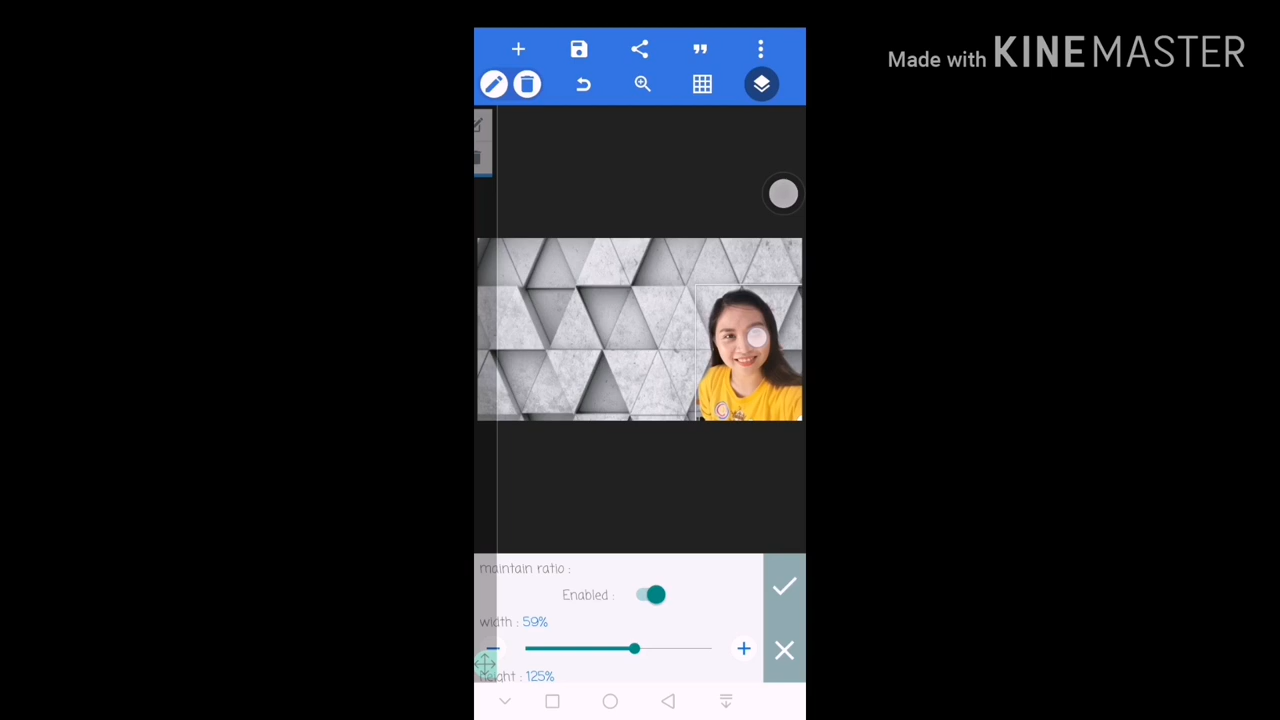 Made with KINEMASTER
maintain ratio :
Enabled :
width : 59%
height : 125%